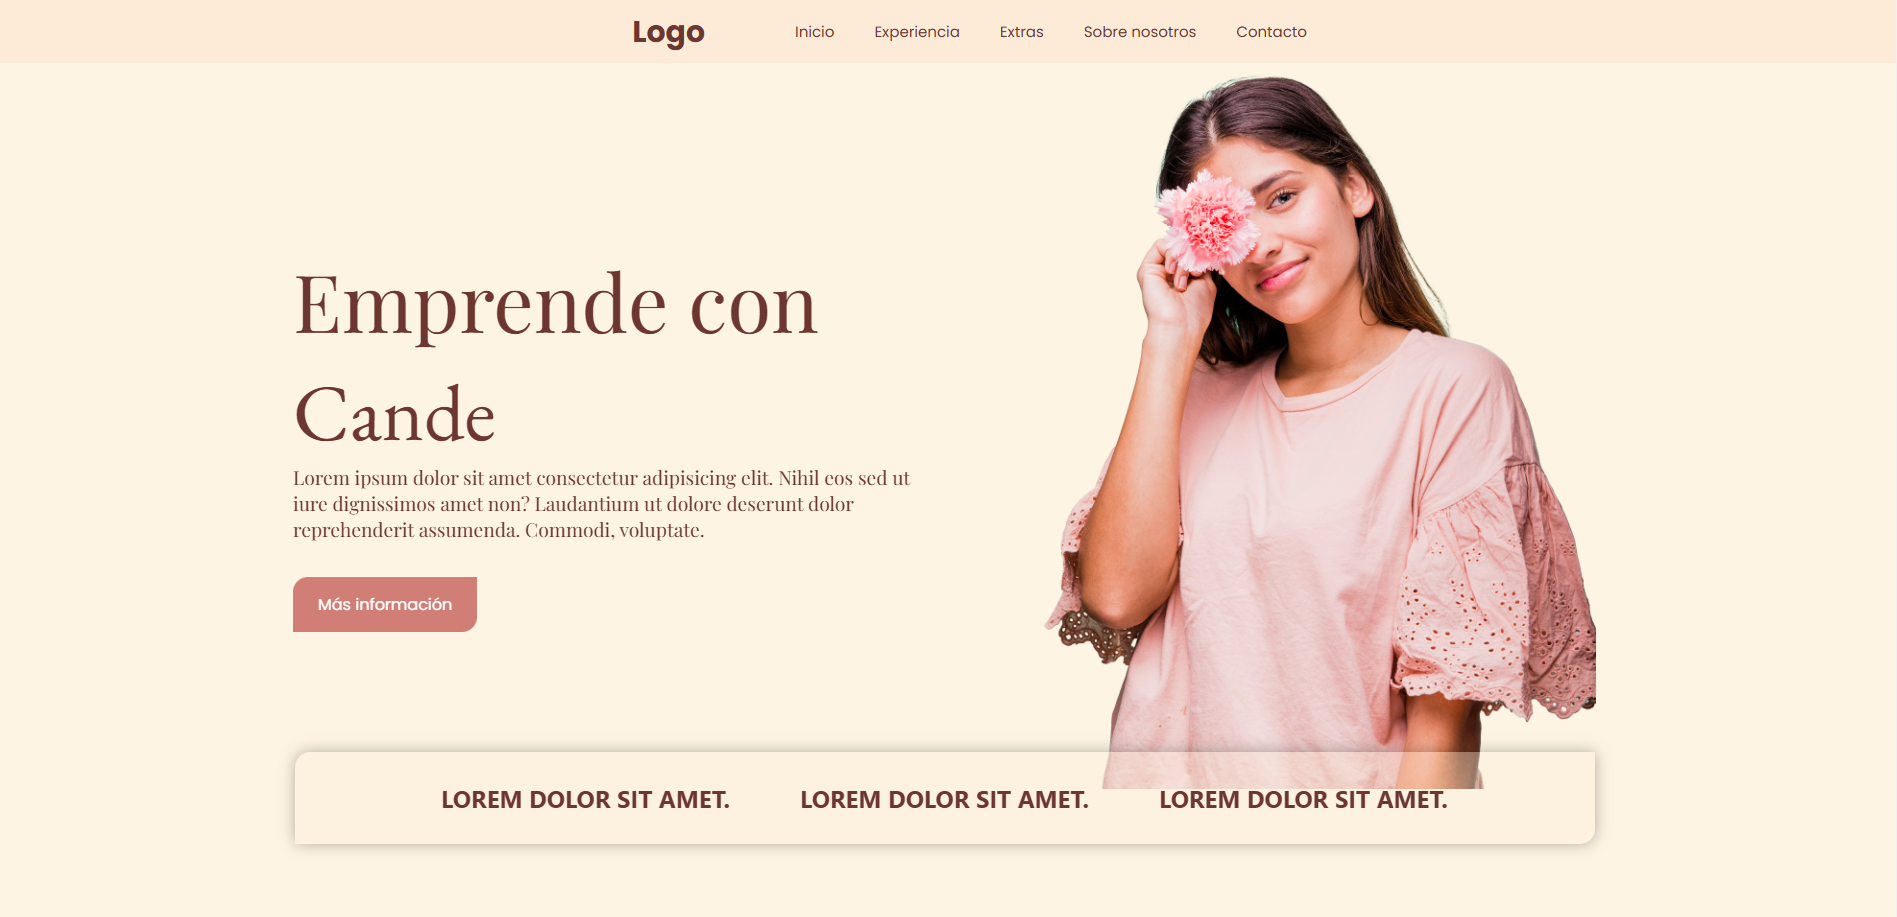 Logo Inicio Experiencia Extras Sobre nosotros Contacto
Emprende con
Cande
Lorem ipsum dolor sit amet consectetur adipisicing elit. Nihil eos sed ut
iure dignissimos amet non? Laudantium ut dolore deserunt dolor
reprehenderit assumenda. Commodi, voluptate.
Más información
LOREM DOLOR SIT AMET. LOREM DOLOR SIT AMET. LOREM DOLOR SIT AMET.